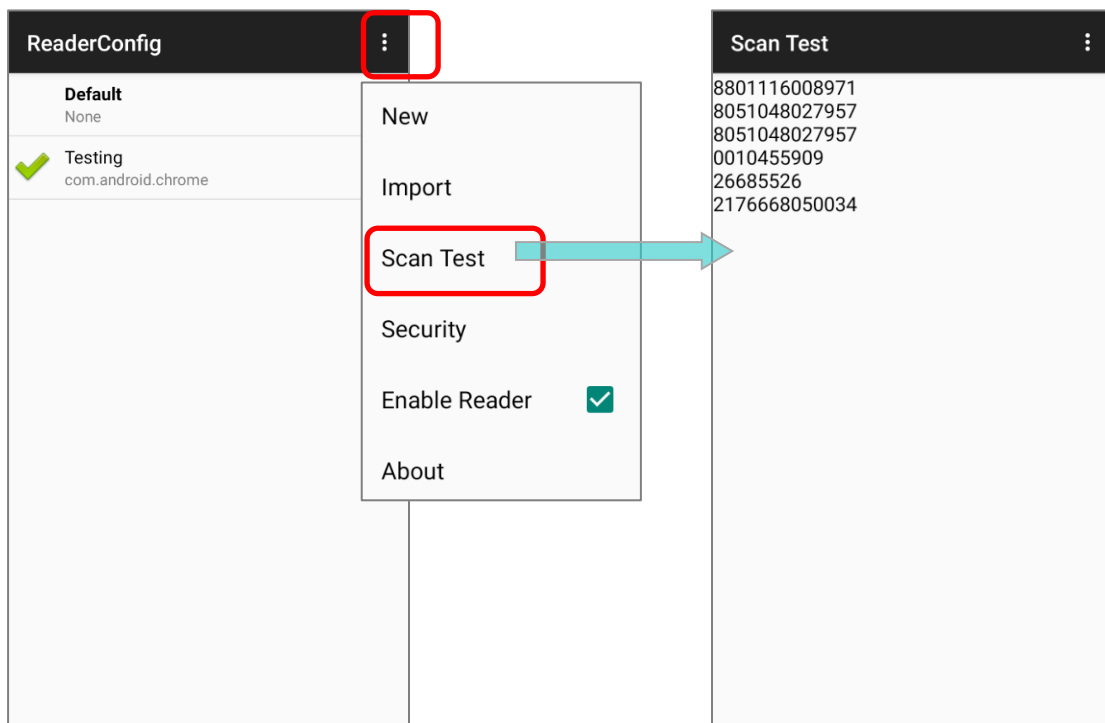 ReaderConfig
Default
None
Testing
com.android.chrome
New
Import
Scan Test
Security
Enable Reader
About
Scan Test
8801116008971
8051048027957
8051048027957
0010455909
26685526
2176668050034